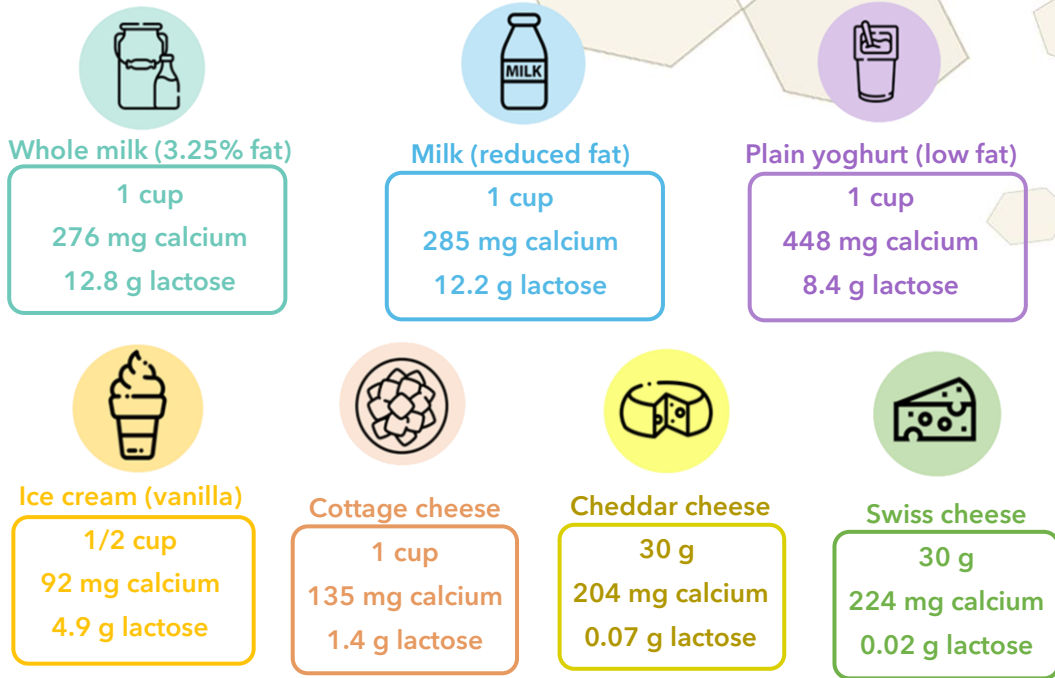 MILK
Whole milk (3.25% fat)
1 cup
276 mg calcium
12.8 g lactose
Milk (reduced fat)
1 cup
285 mg calcium
12.2 g lactose
Plain yoghurt (low fat)
1 cup
448 mg calcium
8.4 g lactose
Ice cream (vanilla)
1/2 cup
92 mg calcium
4.9 g lactose
Cottage cheese
1 cup
135 mg calcium
1.4 g lactose
Cheddar cheese
30 g
204 mg calcium
0.07 g lactose
Swiss cheese
30 g
224 mg calcium
0.02 g lactose